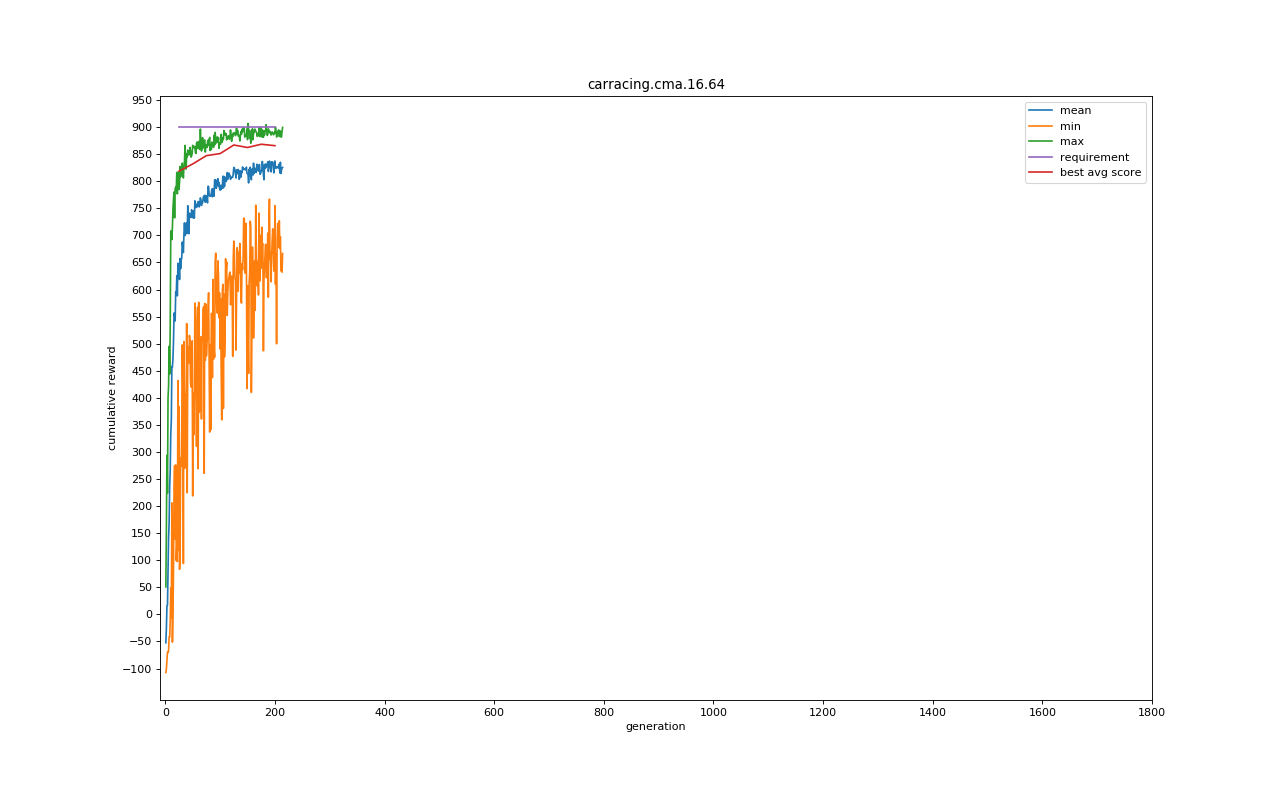 carracing.cma.16.64
950
900
850
800
750
700
650
600
550
500
450
400
350
300
250
200
150
100
50
0
−50
−100
cumulative reward
mean
min
max
requirement
best avg score
0 200 400 600 800 1000 1200 1400 1600 1800
generation